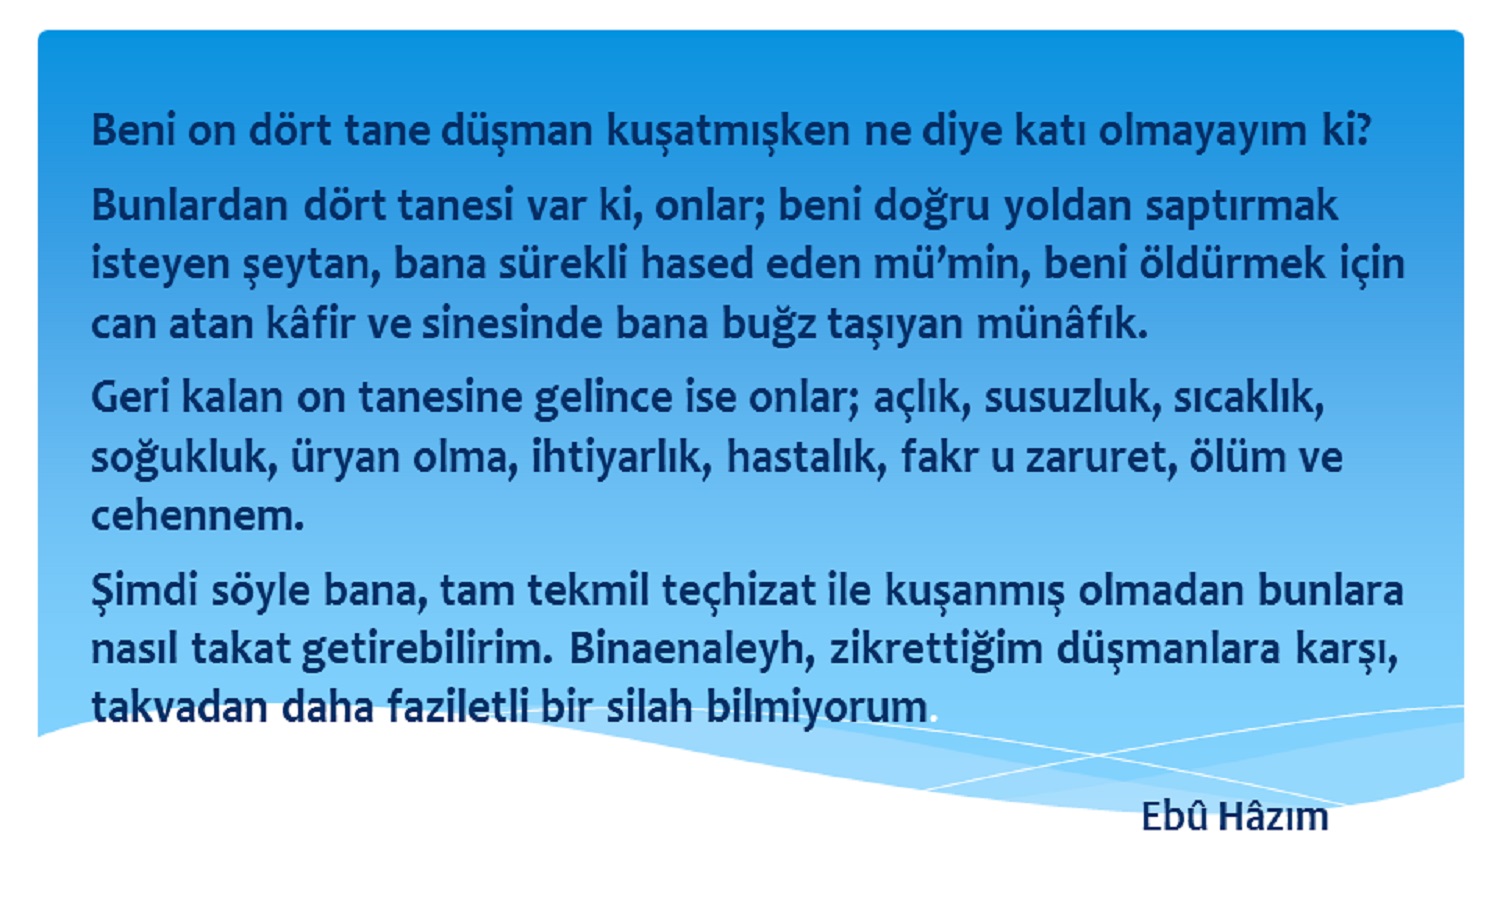 Beni on dört tane düşman kuşatmışken ne diye katı olmayayım ki?
Bunlardan dört tanesi var ki, onlar; beni doğru yoldan saptırmak
isteyen şeytan, bana sürekli hased eden mü’min, beni öldürmek için
can atan kâfir ve sinesinde bana buğz taşıyan münâfık.
Geri kalan on tanesine gelince ise onlar; açlık, susuzluk, sıcaklık,
soğukluk, üryan olma, ihtiyarlık, hastalık, fakr u zaruret, ölüm ve
cehennem.
Şimdi söyle bana, tam tekmil teçhizat ile kuşanmış olmadan bunlara
nasıl takat getirebilirim. Binaenaleyh, zikrettiğim düşmanlara karşı,
takvadan daha faziletli bir silah bilmiyorum.
Ebû Hâzım